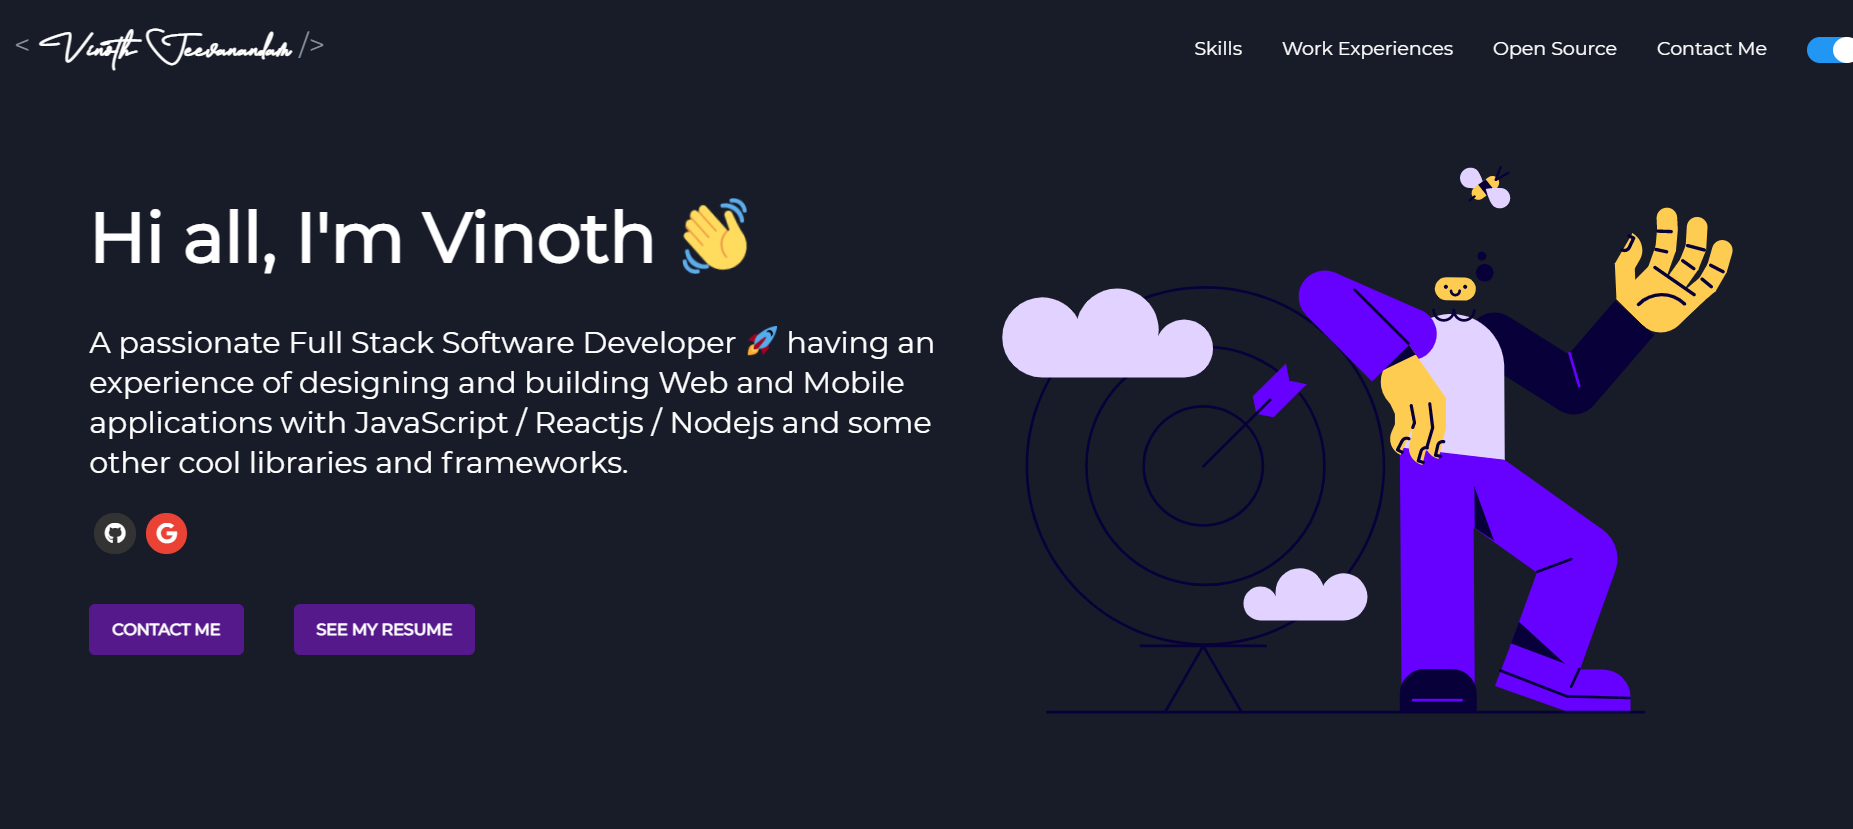 < Vinoth Jeevanandam />
Skills Work Experiences Open Source Contact Me
Hi all, I'm Vinoth 👋
A passionate Full Stack Software Developer 🚀 having an
experience of designing and building Web and Mobile
applications with JavaScript / Reactjs / Nodejs and some
other cool libraries and frameworks.
CONTACT ME SEE MY RESUME